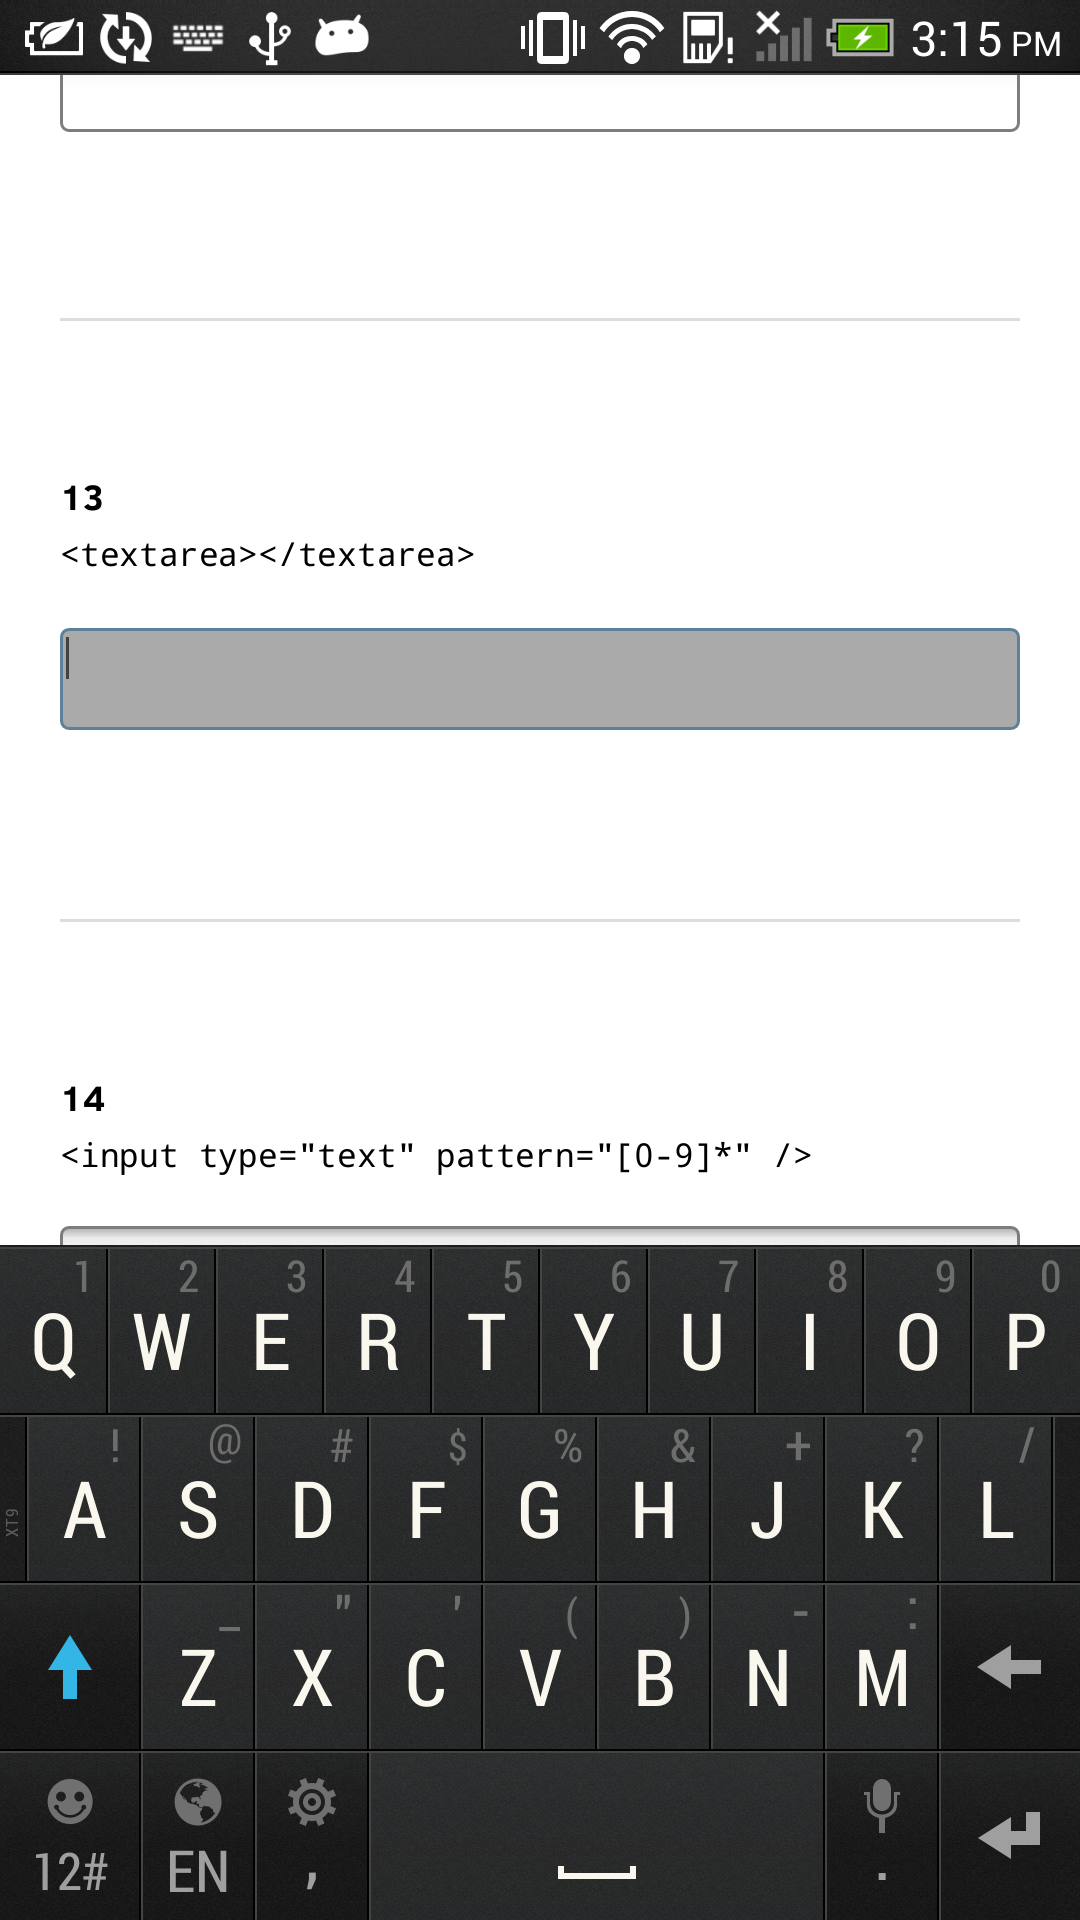 3:15 PM
13
<textarea></textarea>
14
<input type="text" pattern="[0-9]*" />
1 2 3 4 5 6 7 8 9 0
Q W E R T Y U I O P
! @ # $ % & + ? /
XT9 A S D F G H J K L
_ " ' ( ) - :
Z X C V B N M
12# EN , .